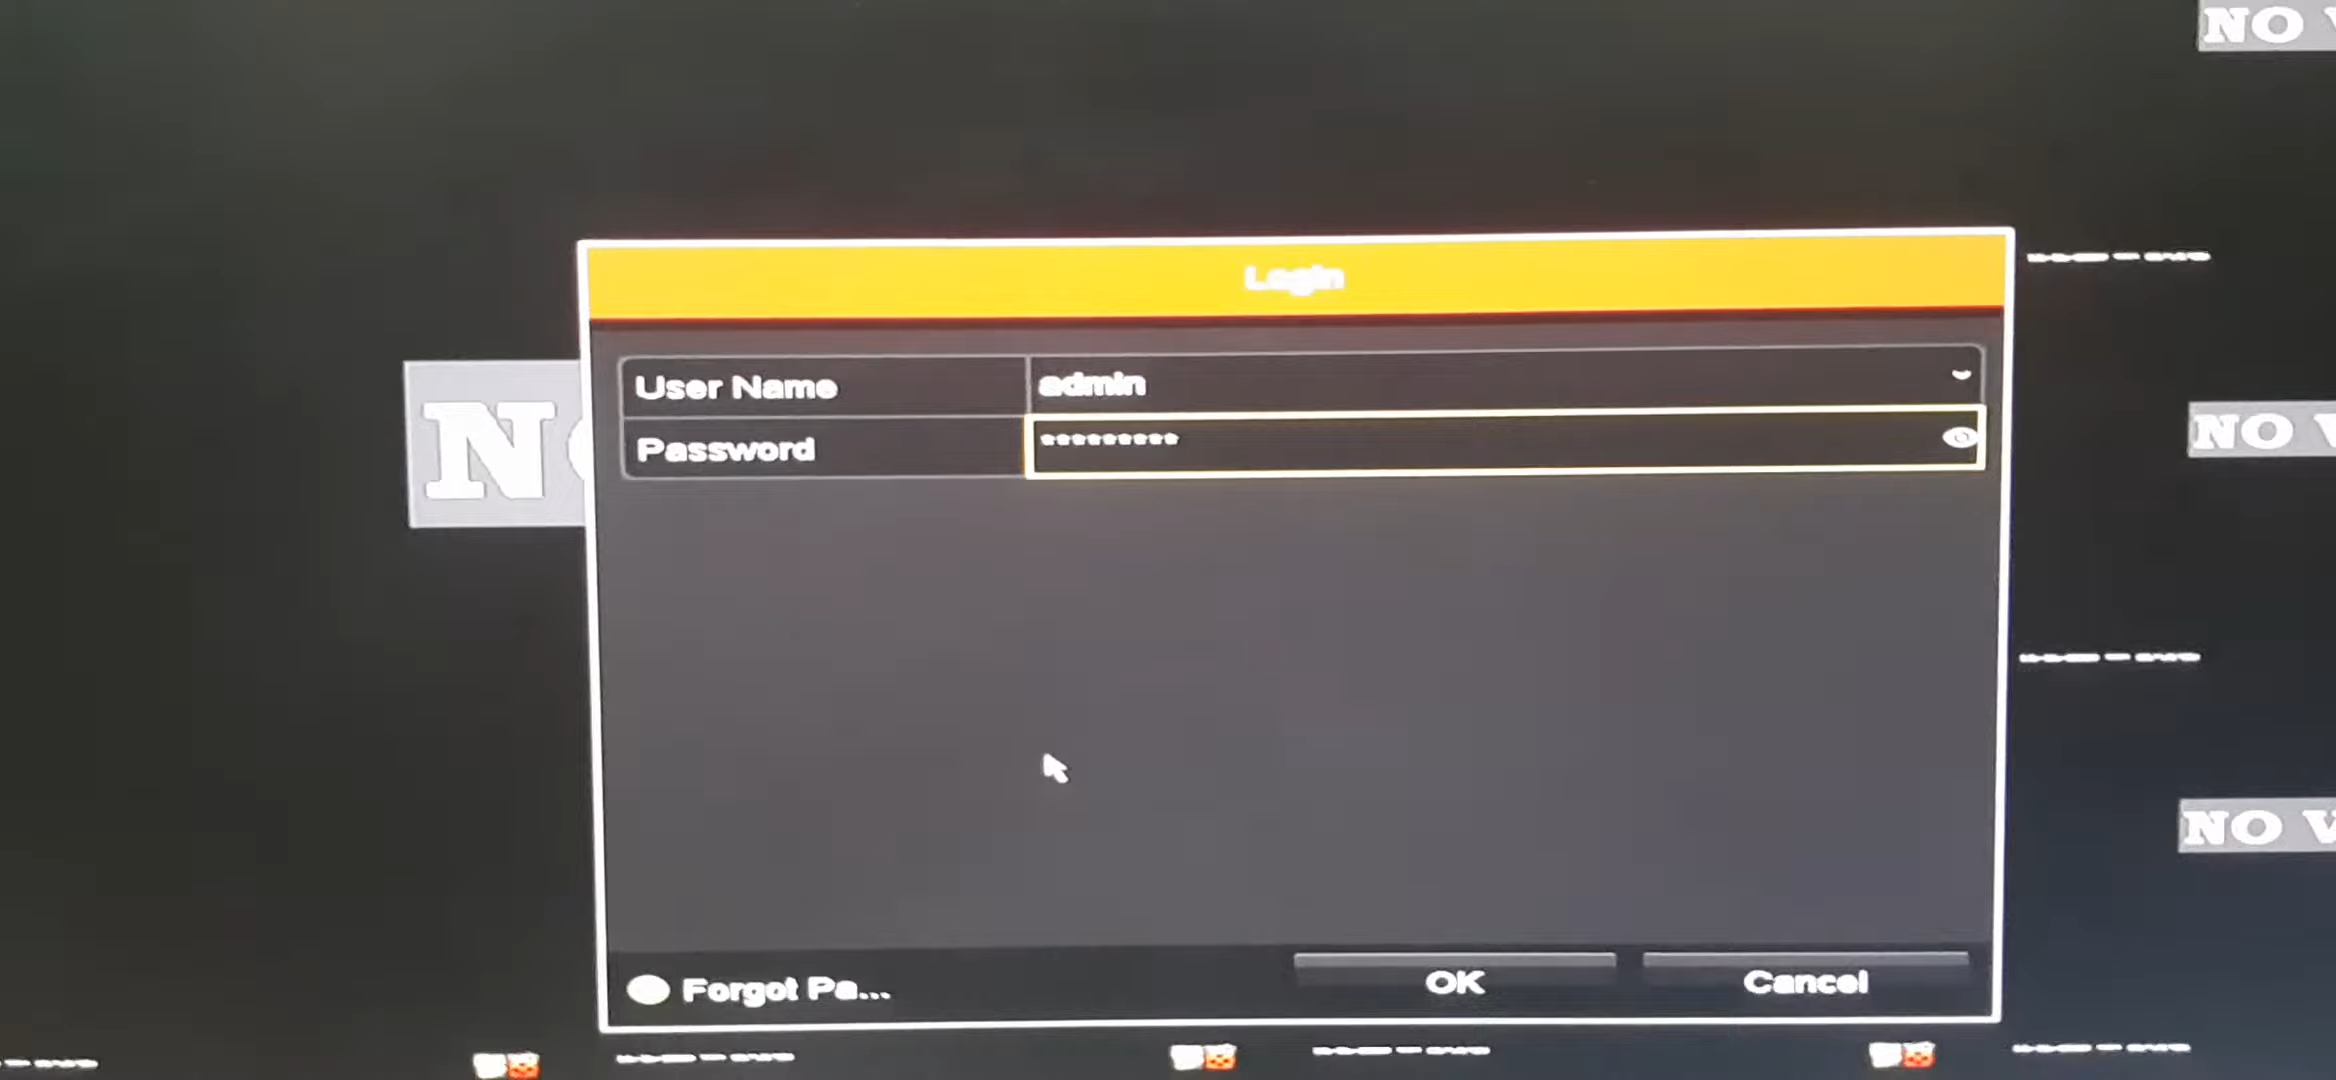 NO V
Login
User Name admin
Password *********
N
NO V
NO V
Forgot Pa...
OK
Cancel